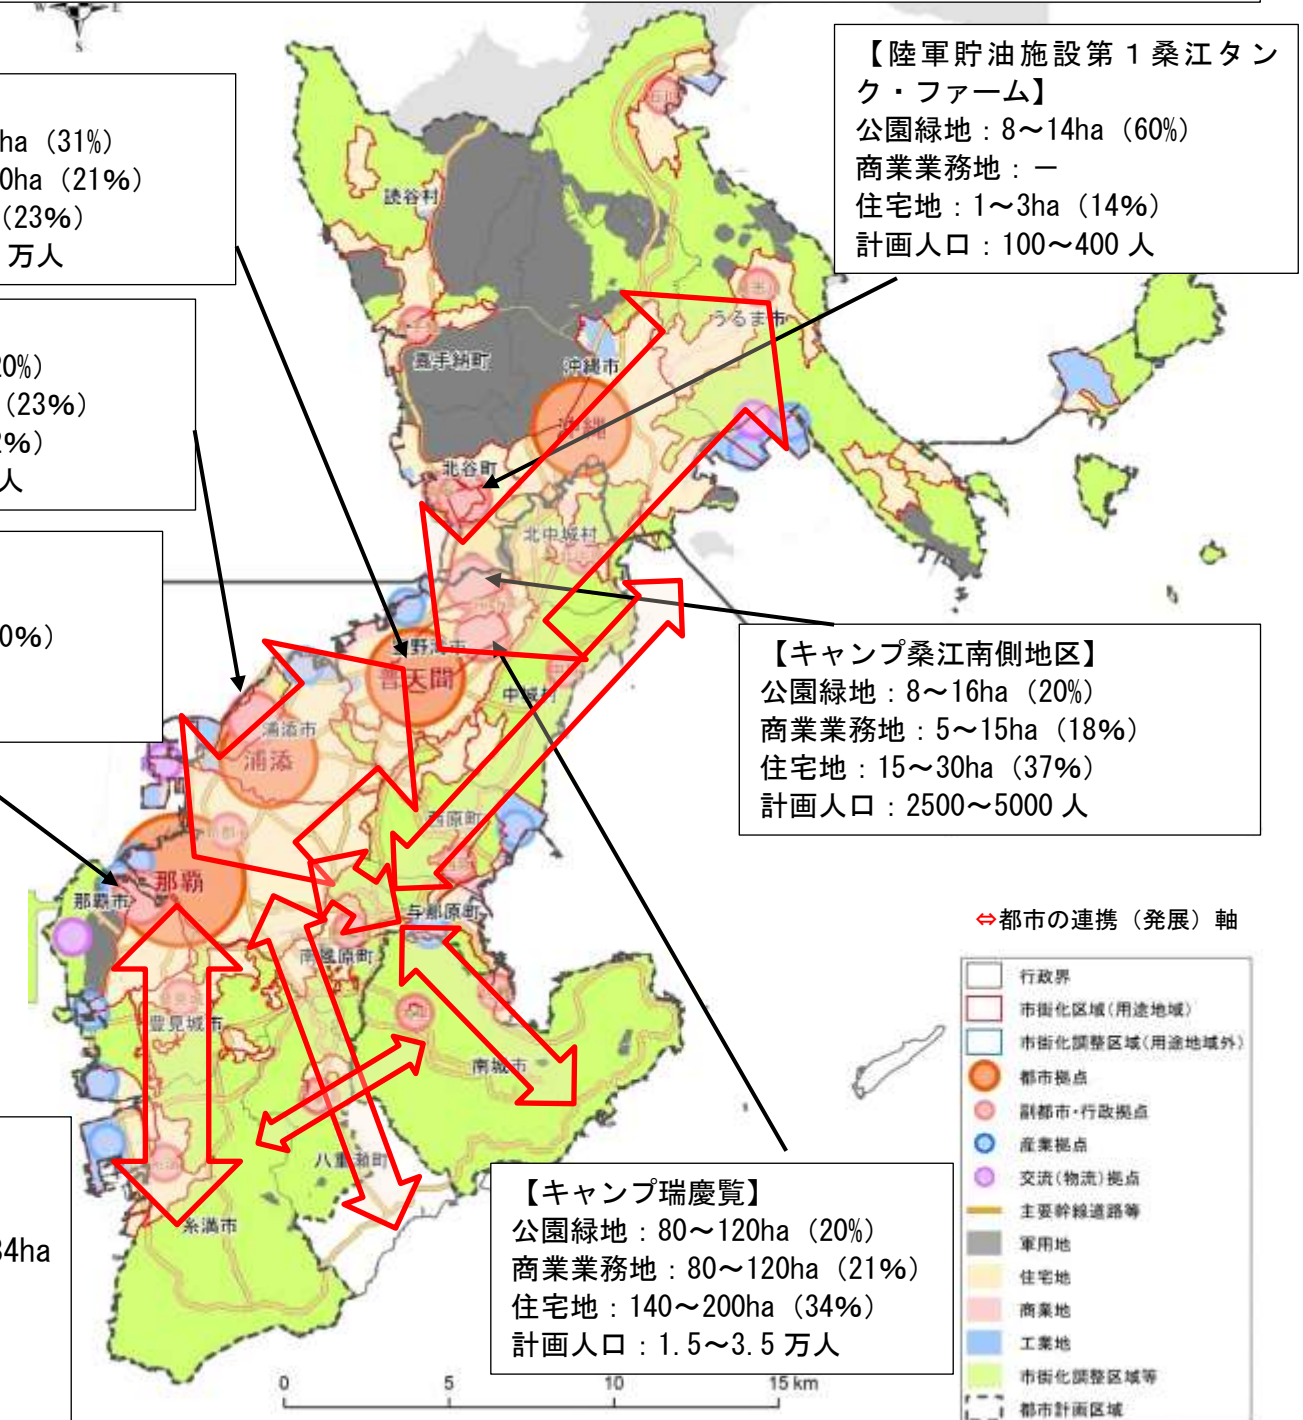 W E
S
【陸軍貯油施設第1桑江タン
ク・ファーム】
公園緑地：8～14ha（60%）
商業業務地：－
住宅地：1～3ha（14%）
計画人口：100～400 人
ha（31%）
0ha（21%）
（23%）
万人
20%）
（23%）
2%）
人
0%）
読谷村
うるま市
嘉手納町
沖縄市
沖縄
北谷町
北中城村
宜野湾市
普天間
中城村
浦添市
浦添
西原町
那覇
那覇市
与那原町
南風原町
豊見城市
南城市
八重瀬町
糸満市
【キャンプ桑江南側地区】
公園緑地：8～16ha（20%）
商業業務地：5～15ha（18%）
住宅地：15～30ha（37%）
計画人口：2500～5000 人
⇔都市の連携（発展）軸
行政界
市街化区域(用途地域)
市街化調整区域(用途地域外)
都市拠点
副都市・行政拠点
産業拠点
交流(物流)拠点
主要幹線道路等
軍用地
住宅地
商業地
工業地
市街化調整区域等
都市計画区域
34ha
【キャンプ瑞慶覧】
公園緑地：80～120ha（20%）
商業業務地：80～120ha（21%）
住宅地：140～200ha（34%）
計画人口：1.5～3.5 万人
0 5 10 15 km